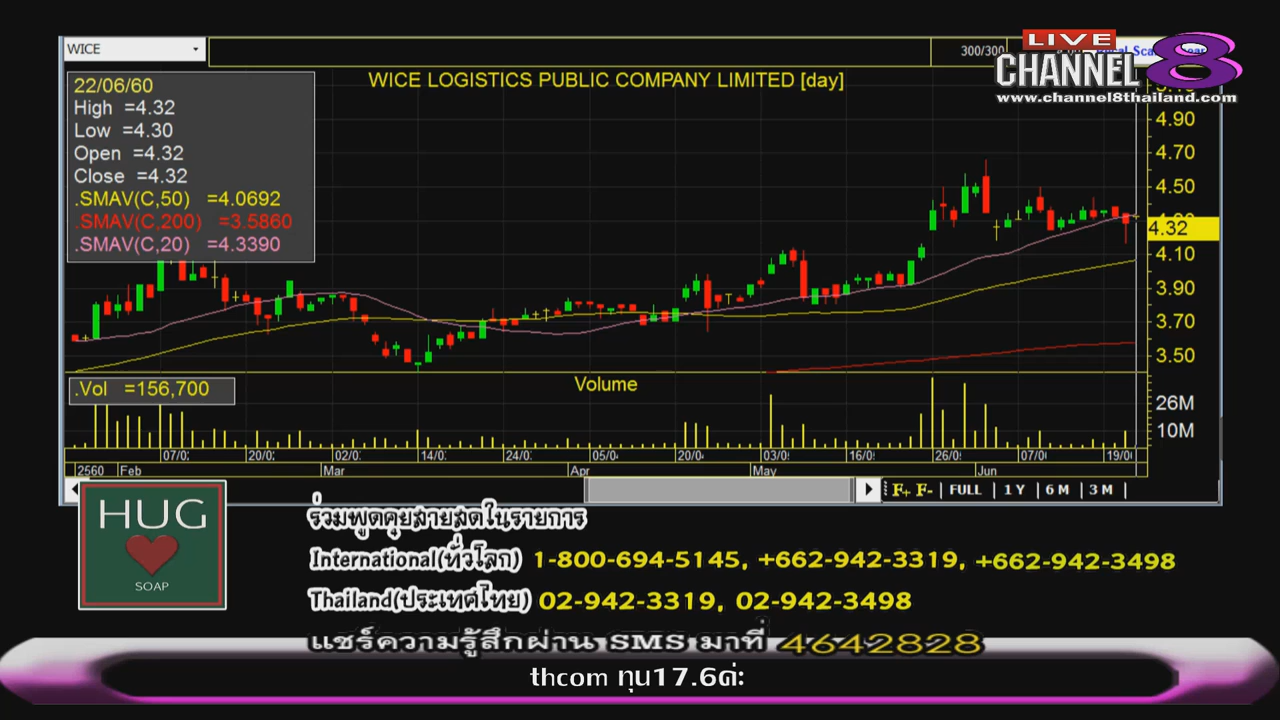 WICE
300/300
LIVE
CHANNEL 8
www.channel8thailand.com
WICE LOGISTICS PUBLIC COMPANY LIMITED [day]
22/06/60
High =4.32
Low =4.30
Open =4.32
Close =4.32
.SMAV(C,50) =4.0692
.SMAV(C,200) =3.5860
.SMAV(C,20) =4.3390
4.90
4.70
4.50
4.32
4.10
3.90
3.70
3.50
.Vol =156,700
Volume
26M
10M
07/0 20/0 02/0 14/0 24/0 05/0 20/0 03/0 16/0 26/0 07/0 19/0
2560 Feb Mar Apr May Jun
F+ F- FULL 1 Y 6 M 3 M
HUG
SOAP
ร่วมพูดคุยสายสดในรายการ
International(ทั่วโลก) 1-800-694-5145, +662-942-3319, +662-942-3498
Thailand(ประเทศไทย) 02-942-3319, 02-942-3498
แชร์ความรู้สึกผ่าน SMS มาที่ 4642828
thcom ทุน17.6ค่ะ